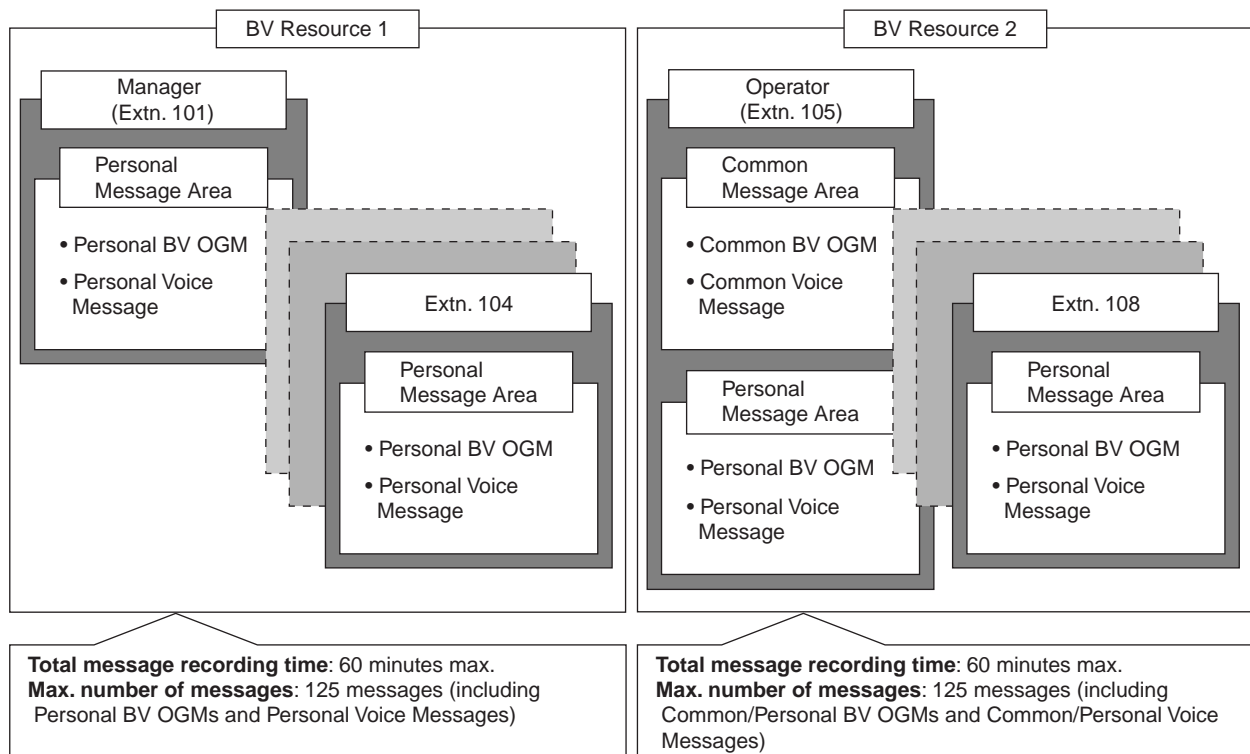 BV Resource 1
Manager
(Extn. 101)
Personal
Message Area
• Personal BV OGM
• Personal Voice
Message
Extn. 104
Personal
Message Area
• Personal BV OGM
• Personal Voice
Message
Total message recording time: 60 minutes max.
Max. number of messages: 125 messages (including
Personal BV OGMs and Personal Voice Messages)
BV Resource 2
Operator
(Extn. 105)
Common
Message Area
• Common BV OGM
• Common Voice
Message
Personal
Message Area
• Personal BV OGM
• Personal Voice
Message
Extn. 108
Personal
Message Area
• Personal BV OGM
• Personal Voice
Message
Total message recording time: 60 minutes max.
Max. number of messages: 125 messages (including
Common/Personal BV OGMs and Common/Personal Voice
Messages)